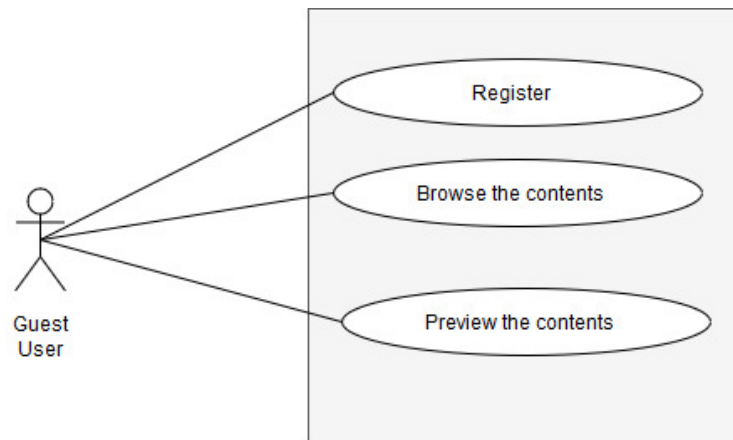 Register
Browse the contents
Preview the contents
Guest
User